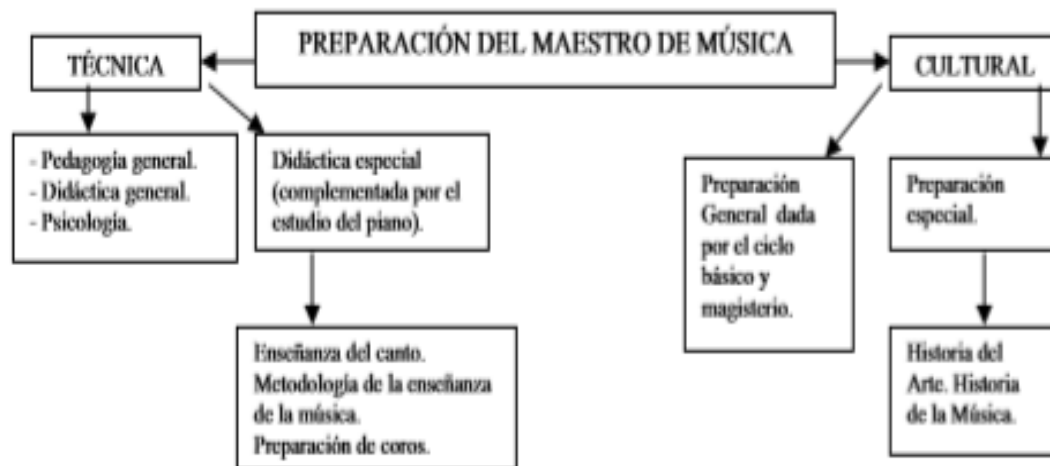 PREPARACIÓN DEL MAESTRO DE MÚSICA
TÉCNICA
CULTURAL
- Pedagogía general.
- Didáctica general.
- Psicología.
Didáctica especial
(complementada por el
estudio del piano).
Preparación
General dada
por el ciclo
básico y
magisterio.
Preparación
especial.
Enseñanza del canto.
Metodología de la enseñanza
de la música.
Preparación de coros.
Historia del
Arte. Historia
de la Música.